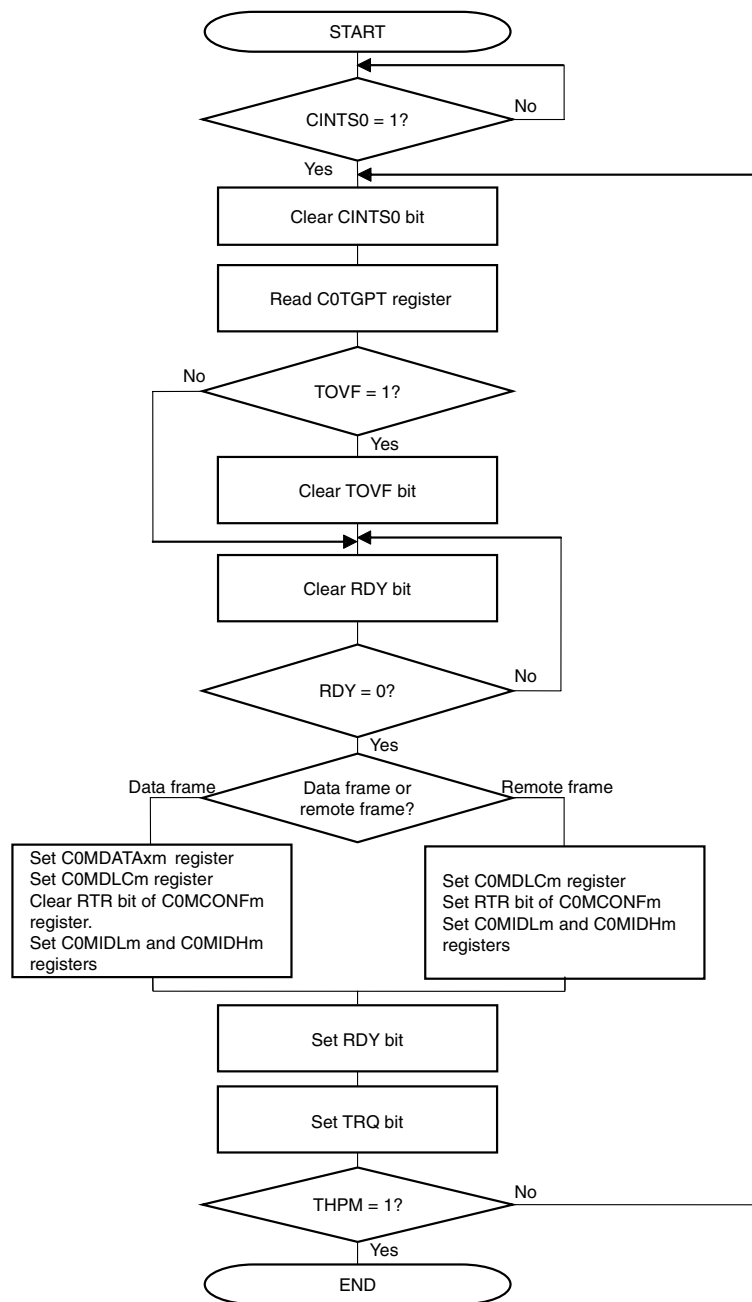 START
CINTS0 = 1?
No
Yes
Clear CINTS0 bit
Read C0TGPT register
No
TOVF = 1?
Yes
Clear TOVF bit
Clear RDY bit
RDY = 0?
No
Yes
Data frame
Data frame or
remote frame?
Remote frame
Set C0MDATAxm register
Set C0MDLCm register
Clear RTR bit of C0MCONFm
register.
Set C0MIDLm and C0MIDHm
registers
Set C0MDLCm register
Set RTR bit of C0MCONFm
Set C0MIDLm and C0MIDHm
registers
Set RDY bit
Set TRQ bit
THPM = 1?
No
Yes
END